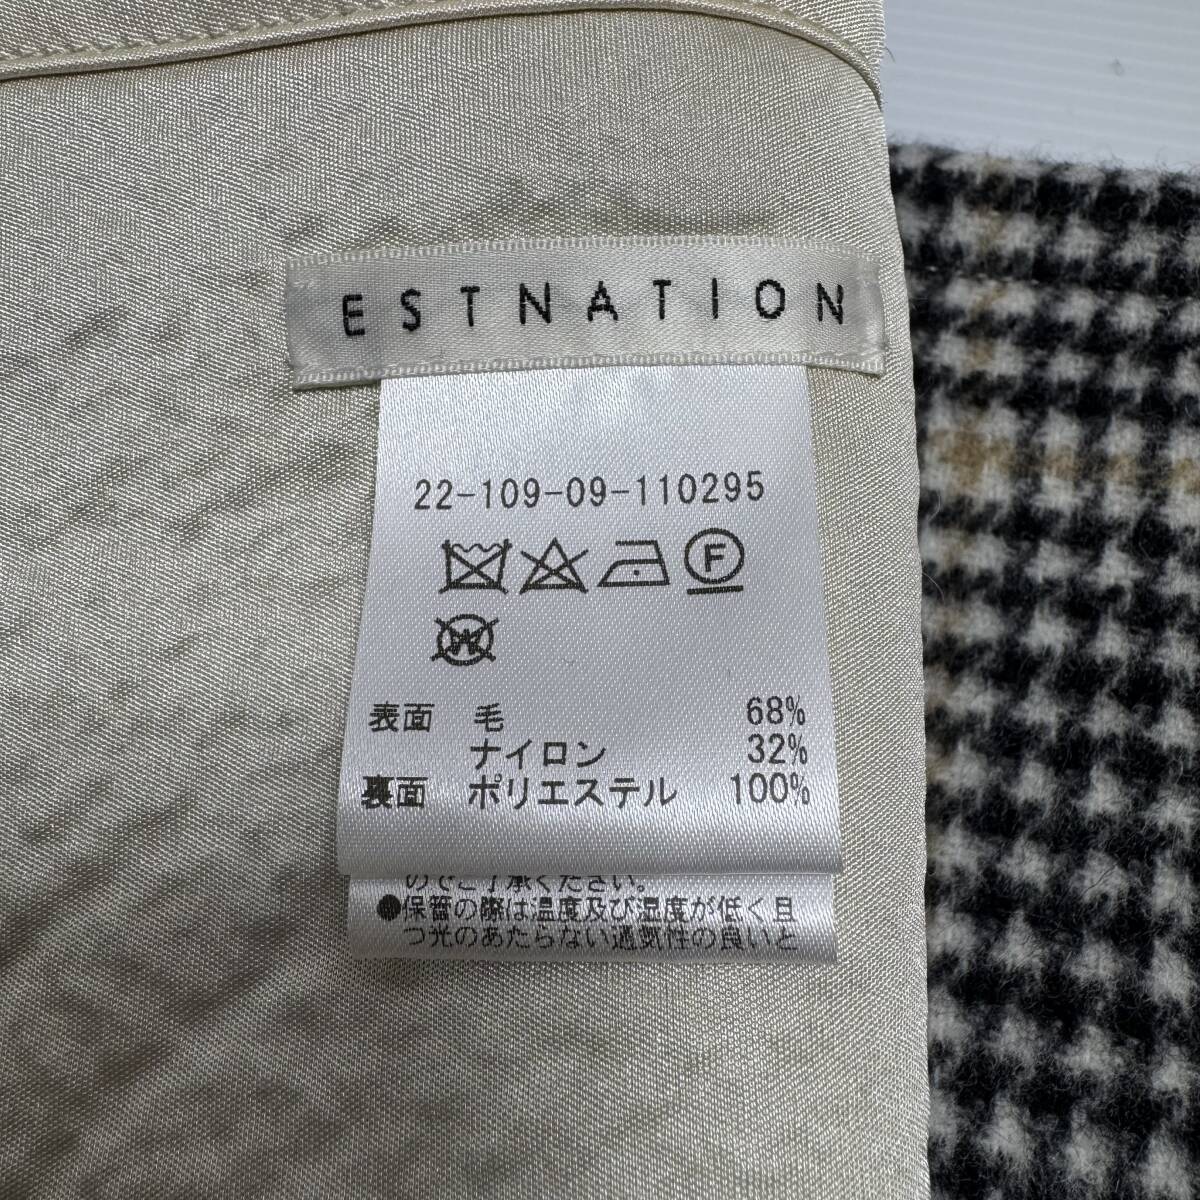 ESTNATION
22-109-09-110295
F
W
表面 毛 68%
ナイロン 32%
裏面 ポリエステル 100%
のでご了承ください。
●保管の際は温度及び湿度が低く且
つ光のあたらない通気性の良いと